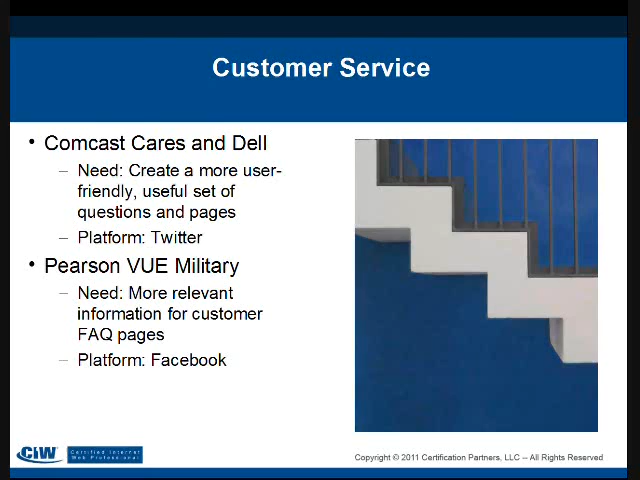 Customer Service
• Comcast Cares and Dell
– Need: Create a more user-
friendly, useful set of
questions and pages
– Platform: Twitter
• Pearson VUE Military
– Need: More relevant
information for customer
FAQ pages
– Platform: Facebook
CIW
Certified Internet
Web Professional
Copyright © 2011 Certification Partners, LLC -- All Rights Reserved